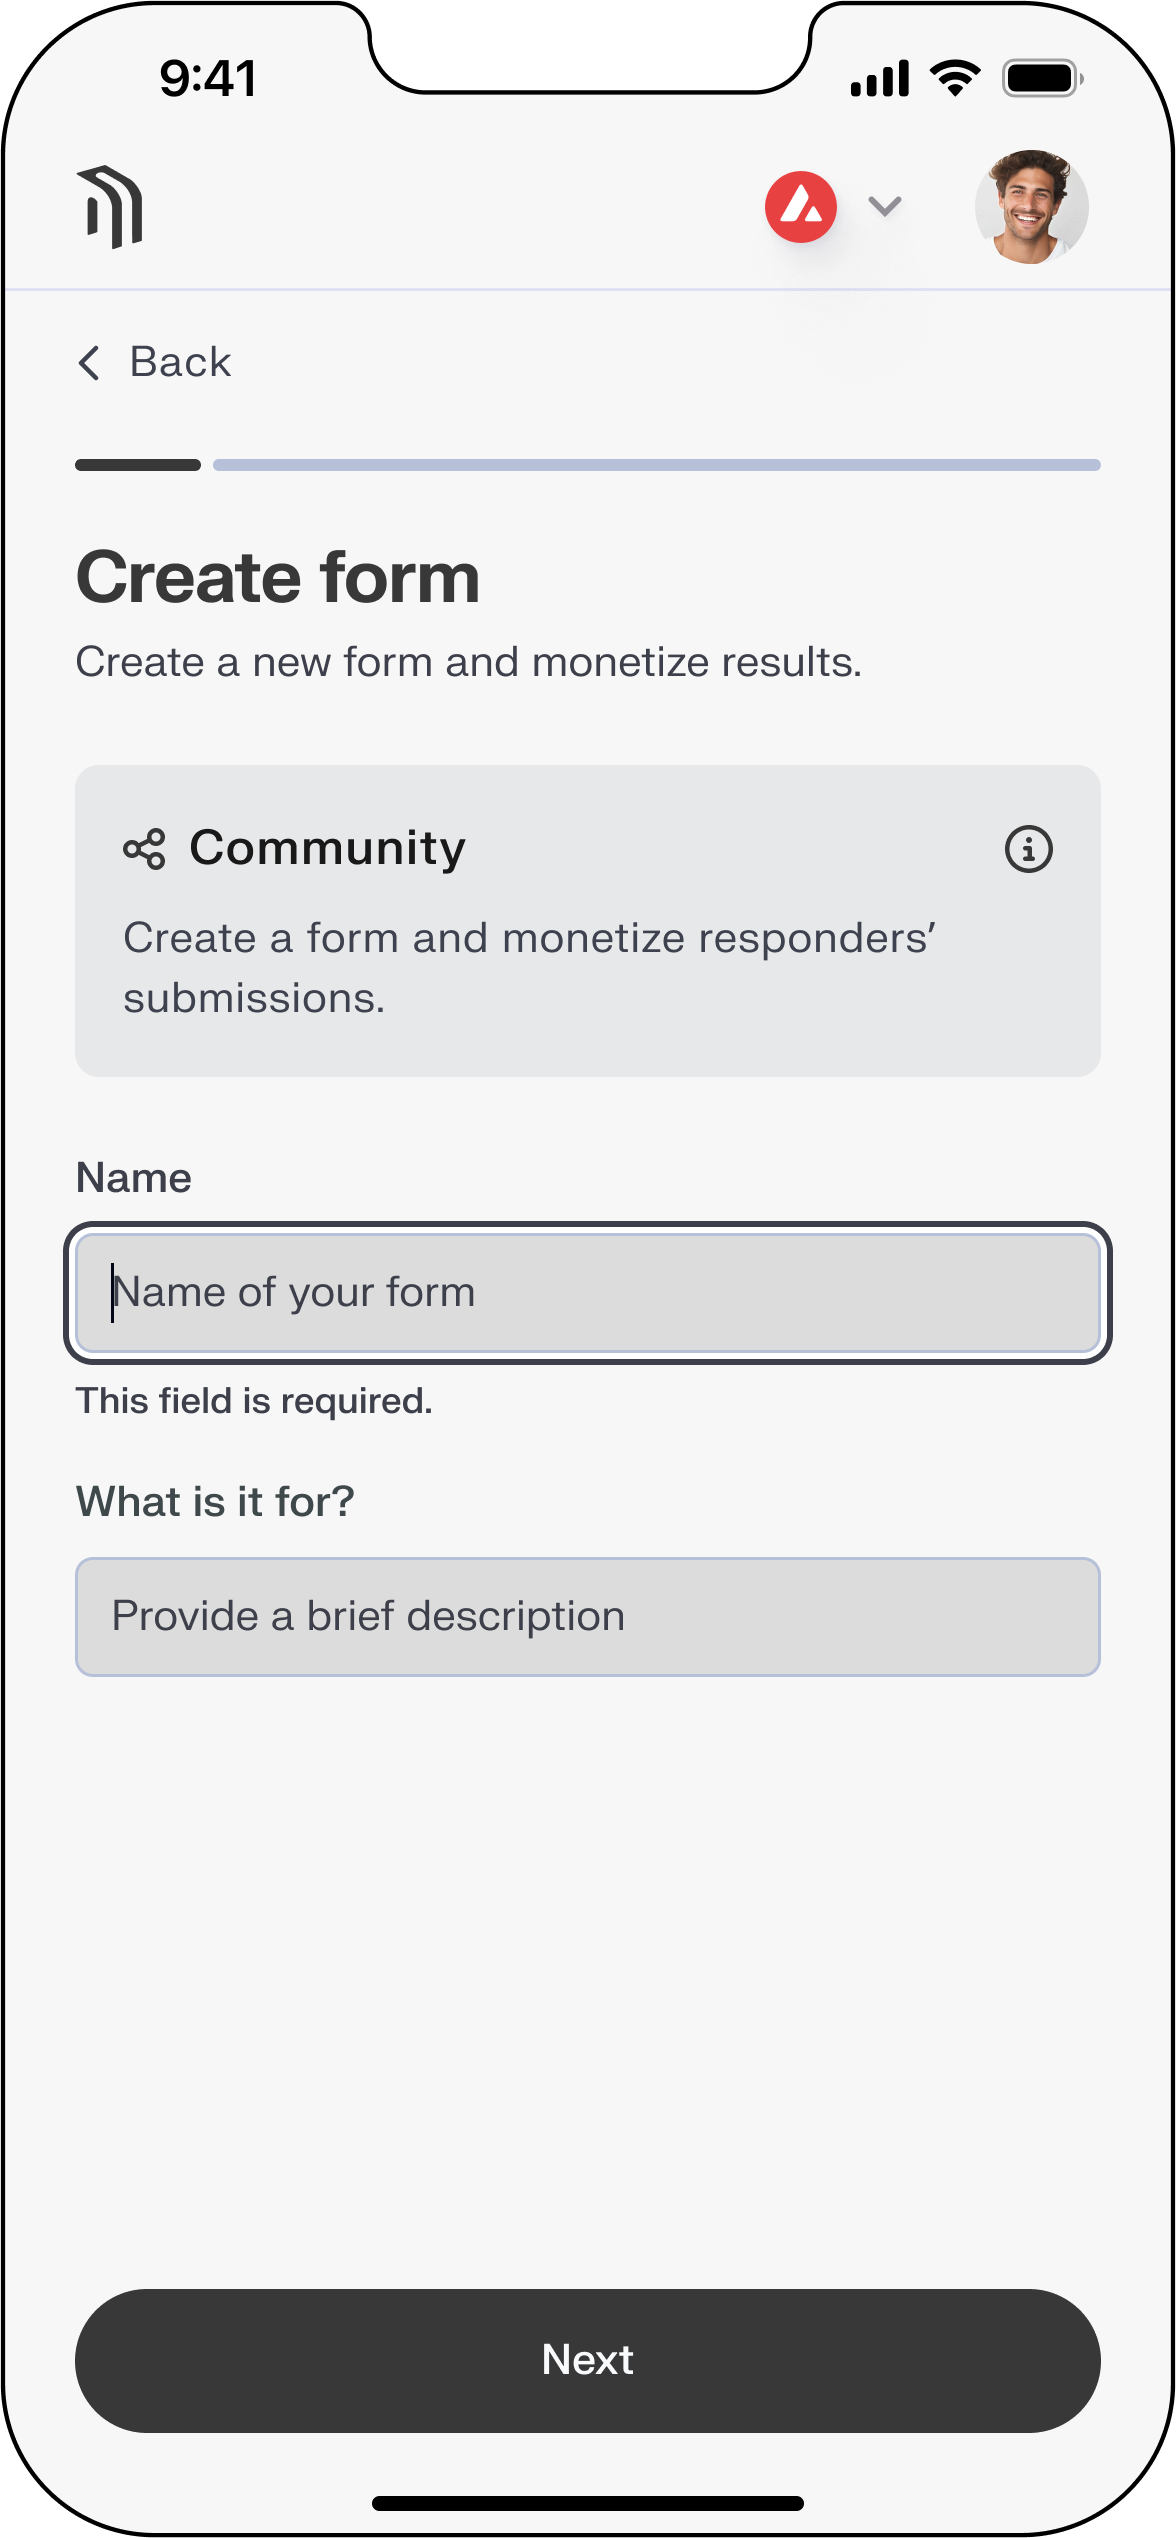 9:41
Back
Create form
Create a new form and monetize results.
Community
Create a form and monetize responders’
submissions.
Name
Name of your form
This field is required.
What is it for?
Provide a brief description
Next